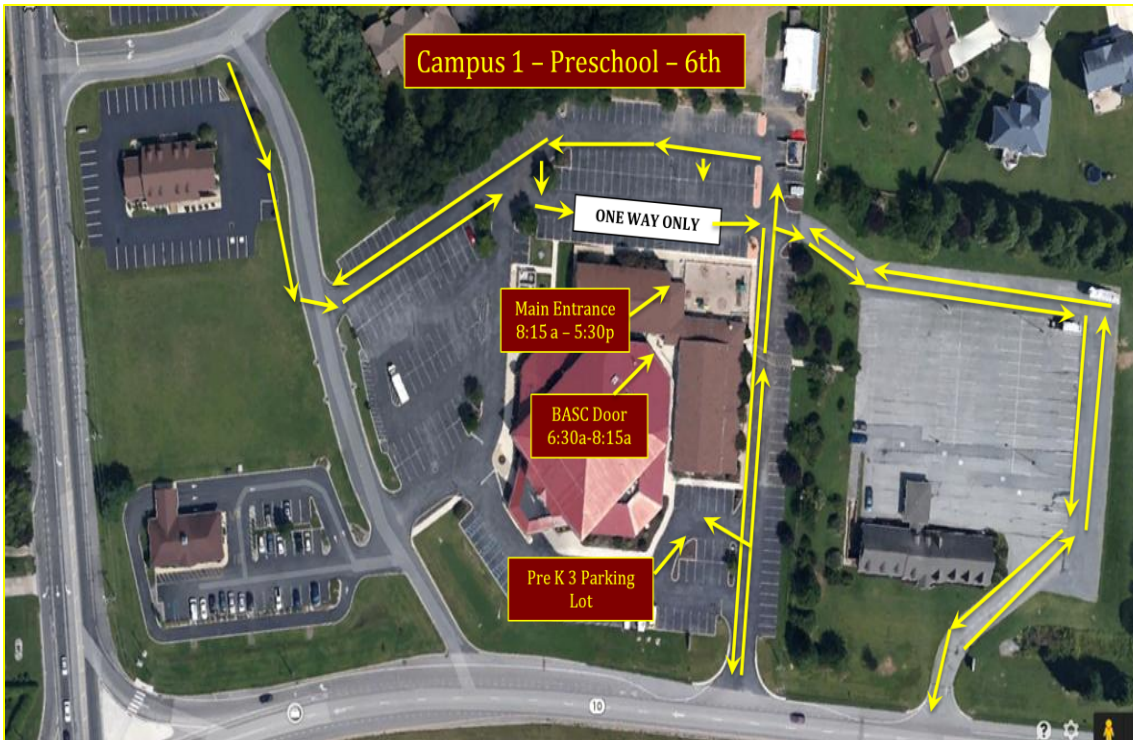 Campus 1 – Preschool – 6th
ONE WAY ONLY
Main Entrance
8:15 a – 5:30p
BASC Door
6:30a-8:15a
Pre K 3 Parking
Lot
10
?